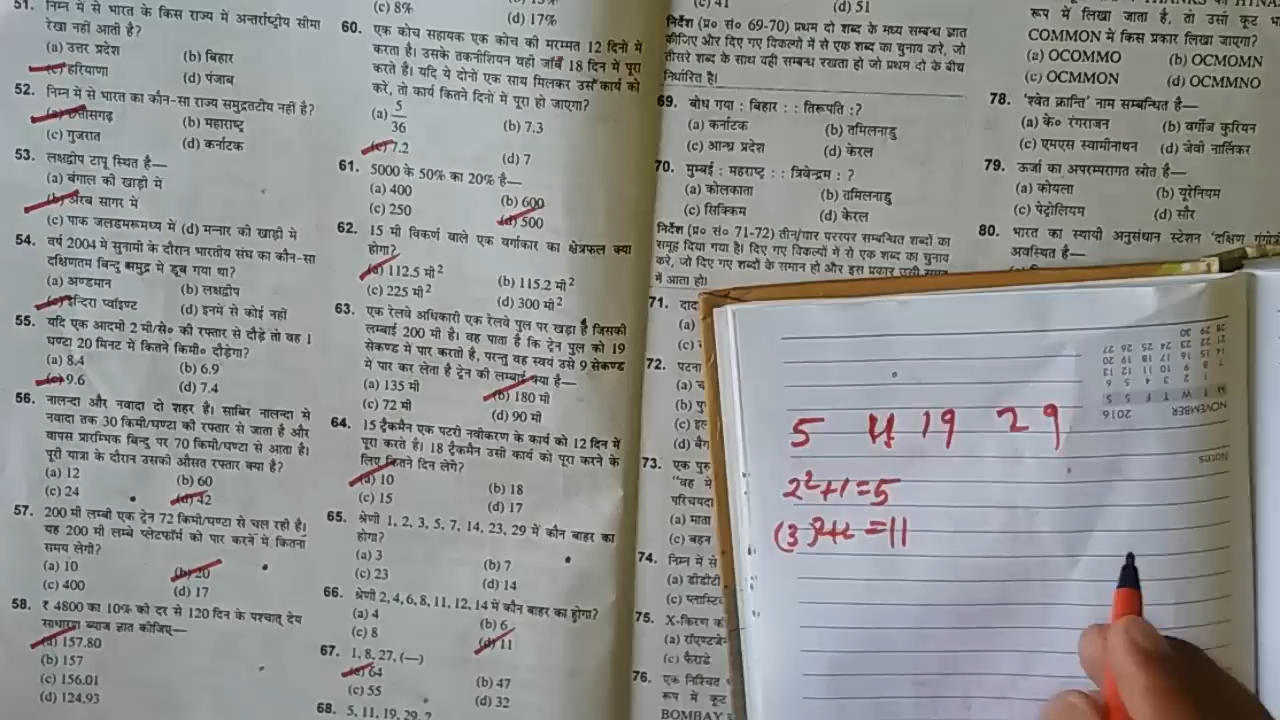 51. निम्न में से भारत के किस राज्य में अन्तर्राष्ट्रीय सीमा
रेखा नहीं आती है?
(a) उत्तर प्रदेश (b) बिहार
(c) हरियाणा (d) पंजाब
52. निम्न में से भारत का कौन-सा राज्य समुद्रतटीय नहीं है?
(a) छत्तीसगढ़ (b) महाराष्ट्र
(c) गुजरात (d) कर्नाटक
53. लक्षद्वीप टापू स्थित है—
(a) बंगाल की खाड़ी में
(b) अरब सागर में
(c) पाक जलडमरूमध्य में (d) मन्नार की खाड़ी में
54. वर्ष 2004 में सुनामी के दौरान भारतीय संघ का कौन-सा
दक्षिणतम बिन्दु समुद्र में डूब गया था?
(a) अण्डमान (b) लक्षद्वीप
(c) इन्दिरा प्वॉइण्ट (d) इनमें से कोई नहीं
55. यदि एक आदमी 2 मी/से० की रफ्तार से दौड़े तो वह 1
घण्टा 20 मिनट में कितने किमी० दौड़ेगा?
(a) 8.4 (b) 6.9
(c) 9.6 (d) 7.4
56. नालन्दा और नवादा दो शहर हैं। साबिर नालन्दा में
नवादा तक 30 किमी/घण्टा की रफ्तार से जाता है और
वापस प्रारम्भिक बिन्दु पर 70 किमी/घण्टा से आता है।
पूरी यात्रा के दौरान उसकी औसत रफ्तार क्या है?
(a) 12 (b) 60
(c) 24 (d) 42
57. 200 मी लम्बी एक ट्रेन 72 किमी/घण्टा से चल रही है।
यह 200 मी लम्बे प्लेटफॉर्म को पार करने में कितना
समय लेगी?
(a) 10 (b) 20
(c) 400 (d) 17
58. ₹ 4800 का 10% की दर से 120 दिन के पश्चात् देय
साधारण ब्याज ज्ञात कीजिए—
(a) 157.80
(b) 157
(c) 156.01
(d) 124.93
(c) 8% (d) 17%
60. एक कोच सहायक एक कोच की मरम्मत 12 दिनों में
करता है। उसके तकनीशियन यही जॉब 18 दिन में पूरा
करते हैं। यदि ये दोनों एक साथ मिलकर उस कार्य को
करे, तो कार्य कितने दिनों में पूरा हो जाएगा?
(a) 5/36 (b) 7.3
(c) 7.2 (d) 7
61. 5000 के 50% का 20% है—
(a) 400 (b) 600
(c) 250 (d) 500
62. 15 मी विकर्ण वाले एक वर्गाकार का क्षेत्रफल क्या
होगा?
(a) 112.5 मी² (b) 115.2 मी²
(c) 225 मी² (d) 300 मी²
63. एक रेलवे अधिकारी एक रेलवे पुल पर खड़ा है जिसकी
लम्बाई 200 मी है। वह पाता है कि ट्रेन पुल को 19
सेकण्ड में पार करती है, परन्तु वह स्वयं उसे 9 सेकण्ड
में पार कर लेता है ट्रेन की लम्बाई क्या है—
(a) 135 मी (b) 180 मी
(c) 72 मी (d) 90 मी
64. 15 ट्रैकमैन एक पटरी नवीकरण के कार्य को 12 दिन में
पूरा करते है। 18 ट्रैकमैन उसी कार्य को पूरा करने के
लिए कितने दिन लेंगे?
(a) 10 (b) 18
(c) 15 (d) 17
65. श्रेणी 1, 2, 3, 5, 7, 14, 23, 29 में कौन बाहर का
होगा?
(a) 3 (b) 7
(c) 23 (d) 14
66. श्रेणी 2, 4, 6, 8, 11, 12, 14 में कौन बाहर का होगा?
(a) 4 (b) 6
(c) 8 (d) 11
67. 1, 8, 27, (—)
(a) 64 (b) 47
(c) 55 (d) 32
68. 5, 11, 19, 29, ?
(c) 41 (d) 51
निर्देश (प्र० सं० 69-70) प्रथम दो शब्द के मध्य सम्बन्ध ज्ञात
कीजिए और दिए गए विकल्पों में से एक शब्द का चुनाव करे, जो
तीसरे शब्द के साथ यही सम्बन्ध रखता हो जो प्रथम दो के बीच
निर्धारित है।
69. बोध गया : बिहार : : तिरूपति : ?
(a) कर्नाटक (b) तमिलनाडु
(c) आन्ध्र प्रदेश (d) केरल
70. मुम्बई : महाराष्ट्र : : त्रिवेन्द्रम : ?
(a) कोलकाता (b) तमिलनाडु
(c) सिक्किम (d) केरल
निर्देश (प्र० सं० 71-72) तीन/चार परस्पर सम्बन्धित शब्दों का
समूह दिया गया है। दिए गए विकल्पों में से एक शब्द का चुनाव
करे, जो दिए गए शब्दों के समान हो और इस प्रकार उसी समूह
में आता हो।
71. दाद
(a)
(c)
72. पटना
(a)
(b)
(c)
(d)
73. एक पुरु
"वह मे
परिचयदा
(a) माता
(c) बहन
74. निम्न में से
(a) डीडीटी
(c)
75. X-किरण की
(a)
(c) फैराडे
76.
रूप में कूट
BOMBAY
रूप में लिखा जाता है, तो उसी कूट
COMMON में किस प्रकार लिखा जाएगा?
(a) OCOMMO (b) OCMOMN
(c) OCMMON (d) OCMMNO
78. 'श्वेत क्रान्ति' नाम सम्बन्धित है—
(a) के० रंगराजन (b) वर्गीज कुरियन
(c) एमएस स्वामीनाथन (d) जेवी नार्लिकर
79. ऊर्जा का अपरम्परागत स्रोत है—
(a) कोयला (b) यूरेनियम
(c) पेट्रोलियम (d) सौर
80. भारत का स्थायी अनुसंधान स्टेशन 'दक्षिण गंगोत्री
अवस्थित है—
NOVEMBER 2016
Notes
5 11 19 29
2²+1=5
=11